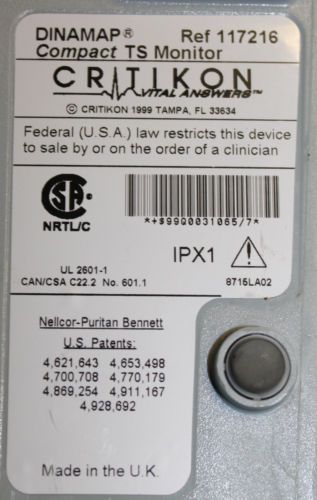 DINAMAP® Ref 117216
Compact TS Monitor
CRITIKON
VITAL ANSWERS™
© CRITIKON 1999 TAMPA, FL 33634
Federal (U.S.A.) law restricts this device
to sale by or on the order of a clinician
CSA
NRTL/C
*+$99Q0031065/7*
IPX1
UL 2601-1
CAN/CSA C22.2 No. 601.1
8715LA02
Nellcor-Puritan Bennett
U.S. Patents:
4,621,643 4,653,498
4,700,708 4,770,179
4,869,254 4,911,167
4,928,692
Made in the U.K.